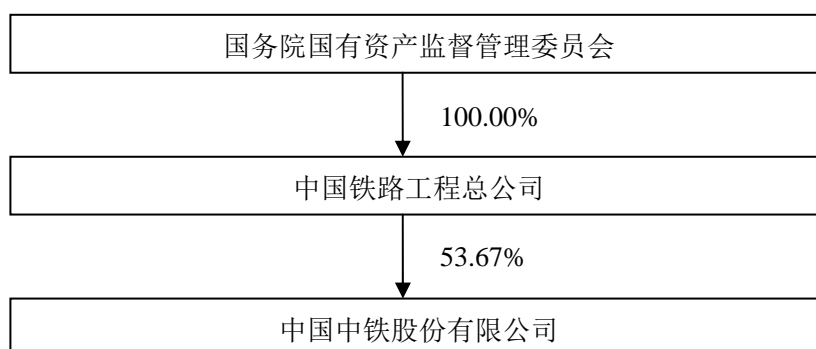 国务院国有资产监督管理委员会
100.00%
中国铁路工程总公司
53.67%
中国中铁股份有限公司